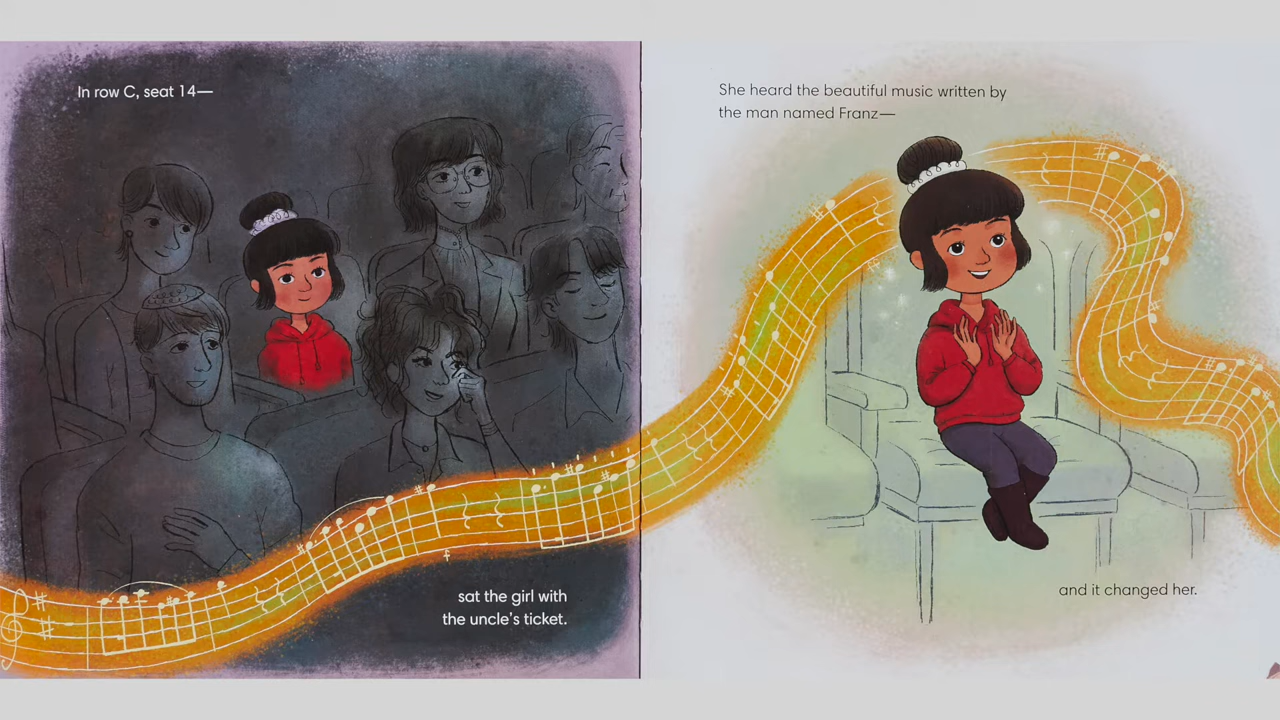 In row C, seat 14—
sat the girl with
the uncle's ticket.
She heard the beautiful music written by
the man named Franz—
and it changed her.